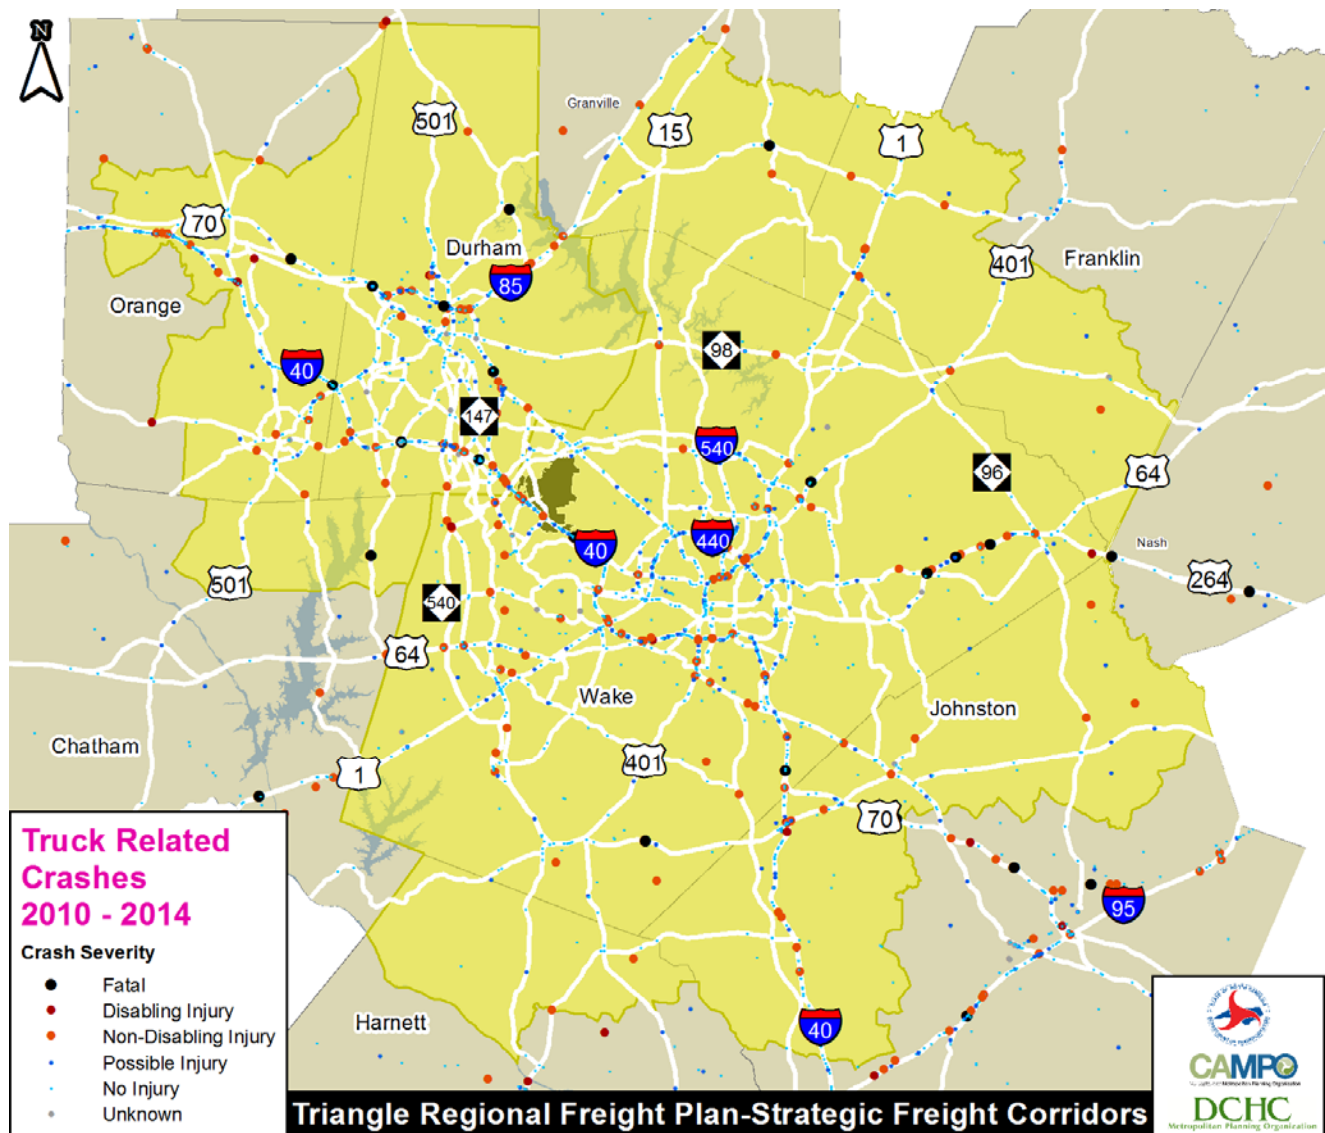 N
Granville
501
15
1
70
Durham
401
Franklin
85
Orange
98
40
147
540
96
64
440
40
Nash
264
501
540
64
Wake
Johnston
Chatham
1
401
70
95
Harnett
40
Truck Related
Crashes
2010 - 2014
Crash Severity
Fatal
Disabling Injury
Non-Disabling Injury
Possible Injury
No Injury
Unknown
CAMPO
DCHC
Metropolitan Planning Organization
Triangle Regional Freight Plan-Strategic Freight Corridors